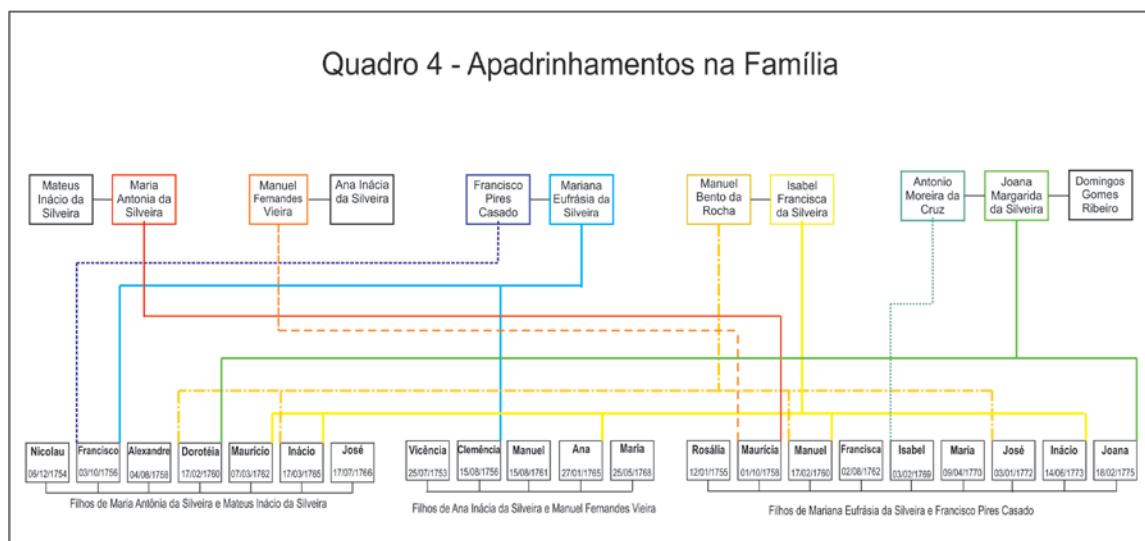 Quadro 4 - Apadrinhamentos na Família
Mateus
Inácio da
Silveira
Maria
Antonia da
Silveira
Manuel
Fernandes
Vieira
Ana Inácia
da Silveira
Francisco
Pires
Casado
Mariana
Eufrásia da
Silveira
Manuel
Bento da
Rocha
Isabel
Francisca
da Silveira
Antonio
Moreira da
Cruz
Joana
Margarida
da Silveira
Domingos
Gomes
Ribeiro
Nicolau
06/12/1754
Francisco
03/10/1756
Alexandre
04/08/1758
Dorotéia
17/02/1760
Maurício
07/03/1762
Inácio
17/03/1765
José
17/07/1766
Filhos de Maria Antônia da Silveira e Mateus Inácio da Silveira
Vicência
25/07/1753
Clemência
15/08/1756
Manuel
15/08/1761
Ana
27/01/1765
Maria
25/05/1768
Filhos de Ana Inácia da Silveira e Manuel Fernandes Vieira
Rosália
12/01/1755
Maurícia
01/10/1758
Manuel
17/02/1760
Francisca
02/08/1762
Isabel
03/02/1769
Maria
09/04/1770
José
03/01/1772
Inácio
14/06/1773
Joana
18/02/1775
Filhos de Mariana Eufrásia da Silveira e Francisco Pires Casado